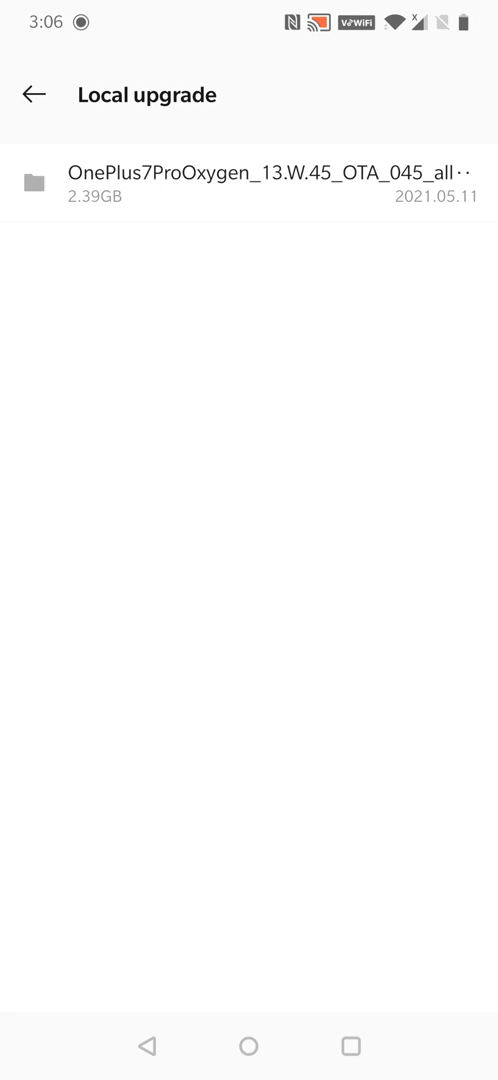 3:06 VoWiFi x
Local upgrade
OnePlus7ProOxygen_13.W.45_OTA_045_all··
2.39GB 2021.05.11